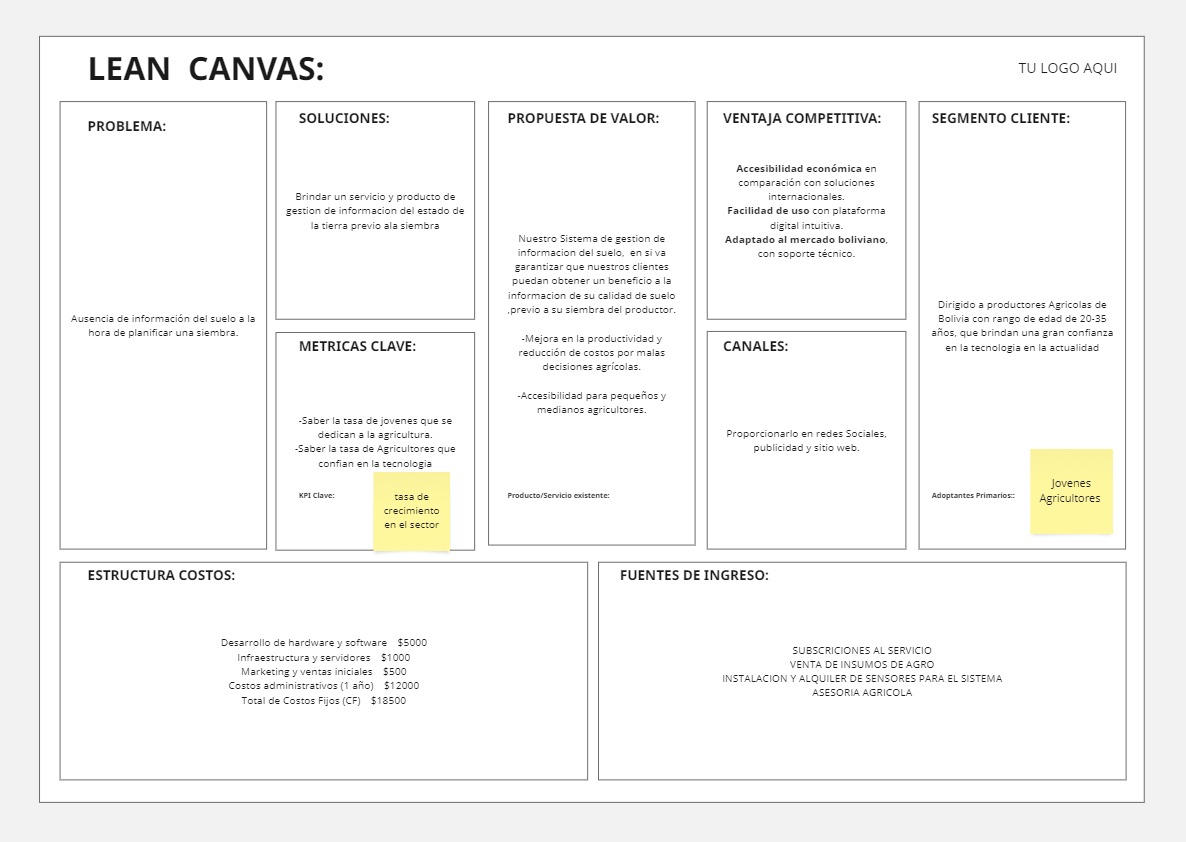 LEAN  CANVAS:
TU LOGO AQUI
PROBLEMA:
Ausencia de información del suelo a la
hora de planificar una siembra.
SOLUCIONES:
Brindar un servicio y producto de
gestion de informacion del estado de
la tierra previo ala siembra
METRICAS CLAVE:
-Saber la tasa de jovenes que se
dedican a la agricultura.
-Saber la tasa de Agricultores que
confian en la tecnologia
KPI Clave:
tasa de
crecimiento
en el sector
PROPUESTA DE VALOR:
Nuestro Sistema de gestion de
informacion del suelo,  en si va
garantizar que nuestros clientes
puedan obtener un beneficio a la
informacion de su calidad de suelo
,previo a su siembra del productor.
-Mejora en la productividad y
reducción de costos por malas
decisiones agrícolas.
-Accesibilidad para pequeños y
medianos agricultores.
Producto/Servicio existente:
VENTAJA COMPETITIVA:
Accesibilidad económica en
comparación con soluciones
internacionales.
Facilidad de uso con plataforma
digital intuitiva.
Adaptado al mercado boliviano,
con soporte técnico.
CANALES:
Proporcionarlo en redes Sociales,
publicidad y sitio web.
SEGMENTO CLIENTE:
Dirigido a productores Agricolas de
Bolivia con rango de edad de 20-35
años, que brindan una gran confianza
en la tecnologia en la actualidad
Adoptantes Primarios::
Jovenes
Agricultores
ESTRUCTURA COSTOS:
Desarrollo de hardware y software   $5000
Infraestructura y servidores   $1000
Marketing y ventas iniciales   $500
Costos administrativos (1 año)   $12000
Total de Costos Fijos (CF)   $18500
FUENTES DE INGRESO:
SUBSCRICIONES AL SERVICIO
VENTA DE INSUMOS DE AGRO
INSTALACION Y ALQUILER DE SENSORES PARA EL SISTEMA
ASESORIA AGRICOLA